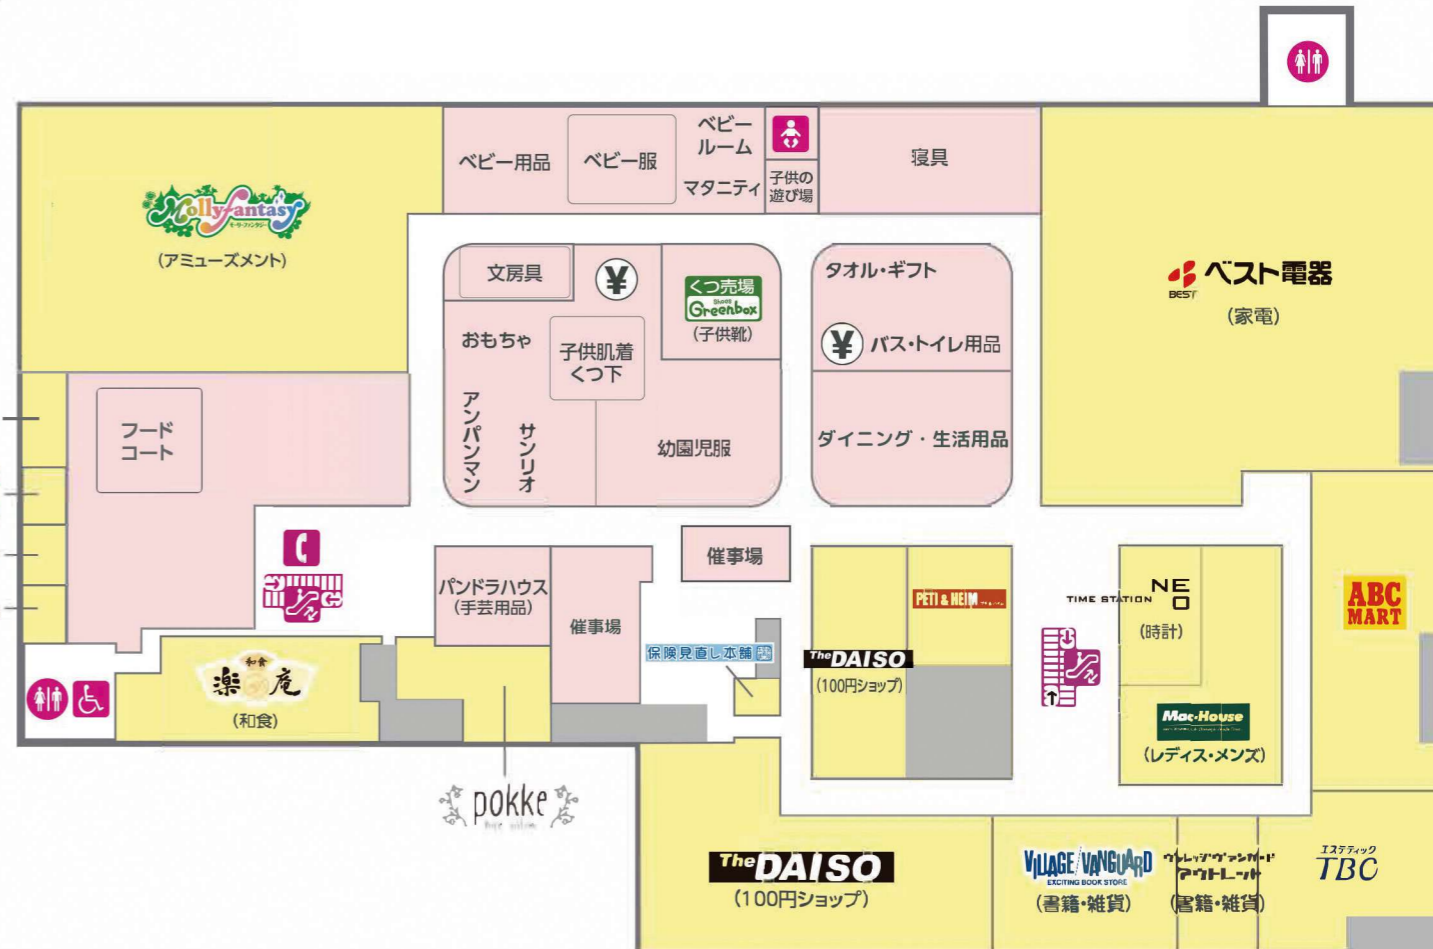 ベビー用品
ベビー服
ベビー
ルーム
マタニティ
子供の
遊び場
寝具
Mollyfantasy
モーリーファンタジー
(アミューズメント)
文房具
¥
くつ売場
Shoes
Greenbox
(子供靴)
おもちゃ
子供肌着
くつ下
アンパンマン
サンリオ
幼園児服
タオル・ギフト
¥
バス・トイレ用品
ダイニング・生活用品
BEST
ベスト電器
(家電)
フード
コート
パンドラハウス
(手芸用品)
催事場
催事場
保険見直し本舗
The DAISO
(100円ショップ)
PETI & HEIM
TIME STATION NEO
(時計)
Mac-House
(レディス・メンズ)
ABC
MART
和食
楽庵
(和食)
pokke
The DAISO
(100円ショップ)
VILLAGE/VANGUARD
EXCITING BOOK STORE
(書籍・雑貨)
ヴィレッジヴァンガード
アウトレット
(書籍・雑貨)
エステティック
TBC